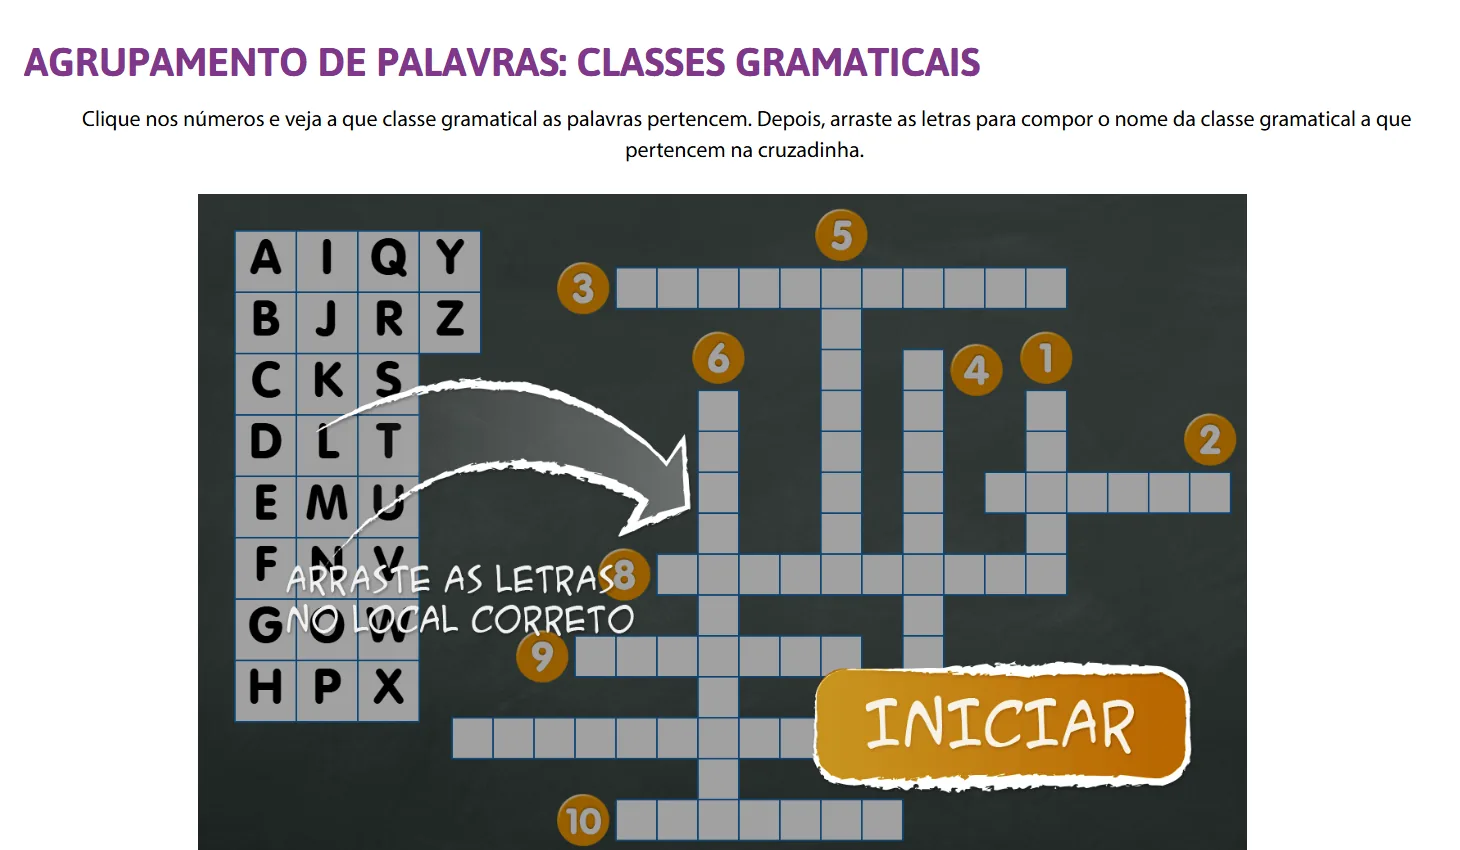 AGRUPAMENTO DE PALAVRAS: CLASSES GRAMATICAIS
Clique nos números e veja a que classe gramatical as palavras pertencem. Depois, arraste as letras para compor o nome da classe gramatical a que
pertencem na cruzadinha.
5
A I Q Y
3
B J R Z
6
4
1
C K S
2
D L T
E M U
F N V
8
ARRASTE AS LETRAS
NO LOCAL CORRETO
G O W
9
H P X
INICIAR
10